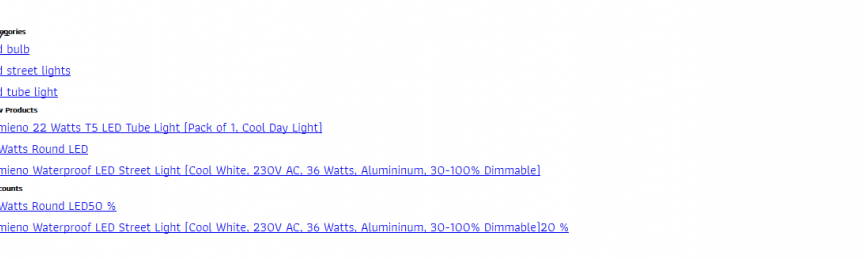 egories
d bulb
d street lights
d tube light
w Products
mieno 22 Watts T5 LED Tube Light [Pack of 1, Cool Day Light]
Watts Round LED
mieno Waterproof LED Street Light [Cool White, 230V AC, 36 Watts, Alumininum, 30-100% Dimmable]
counts
Watts Round LED50 %
mieno Waterproof LED Street Light [Cool White, 230V AC, 36 Watts, Alumininum, 30-100% Dimmable]20 %